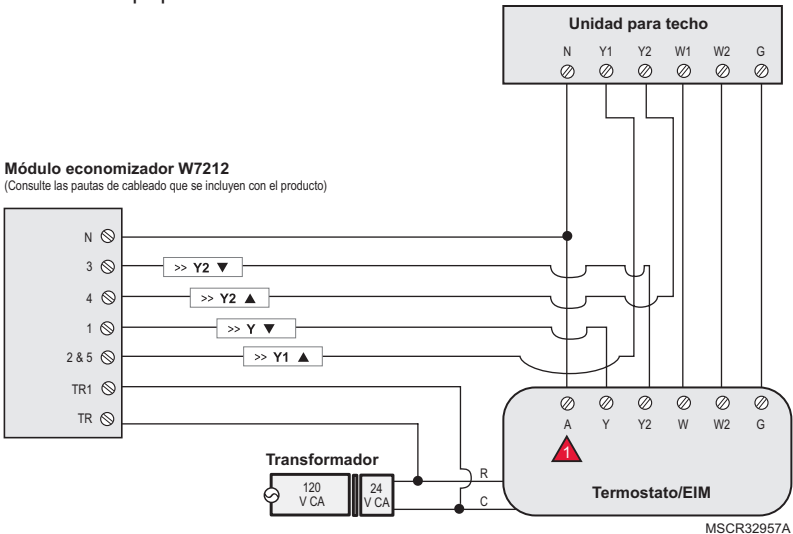 Unidad para techo
N Y1 Y2 W1 W2 G
Módulo economizador W7212
(Consulte las pautas de cableado que se incluyen con el producto)
N
3 >> Y2 ▼
4 >> Y2 ▲
1 >> Y ▼
2 & 5 >> Y1 ▲
TR1
TR
A Y Y2 W W2 G
1
Transformador
120 V CA
24 V CA
R
C
Termostato/EIM
MSCR32957A